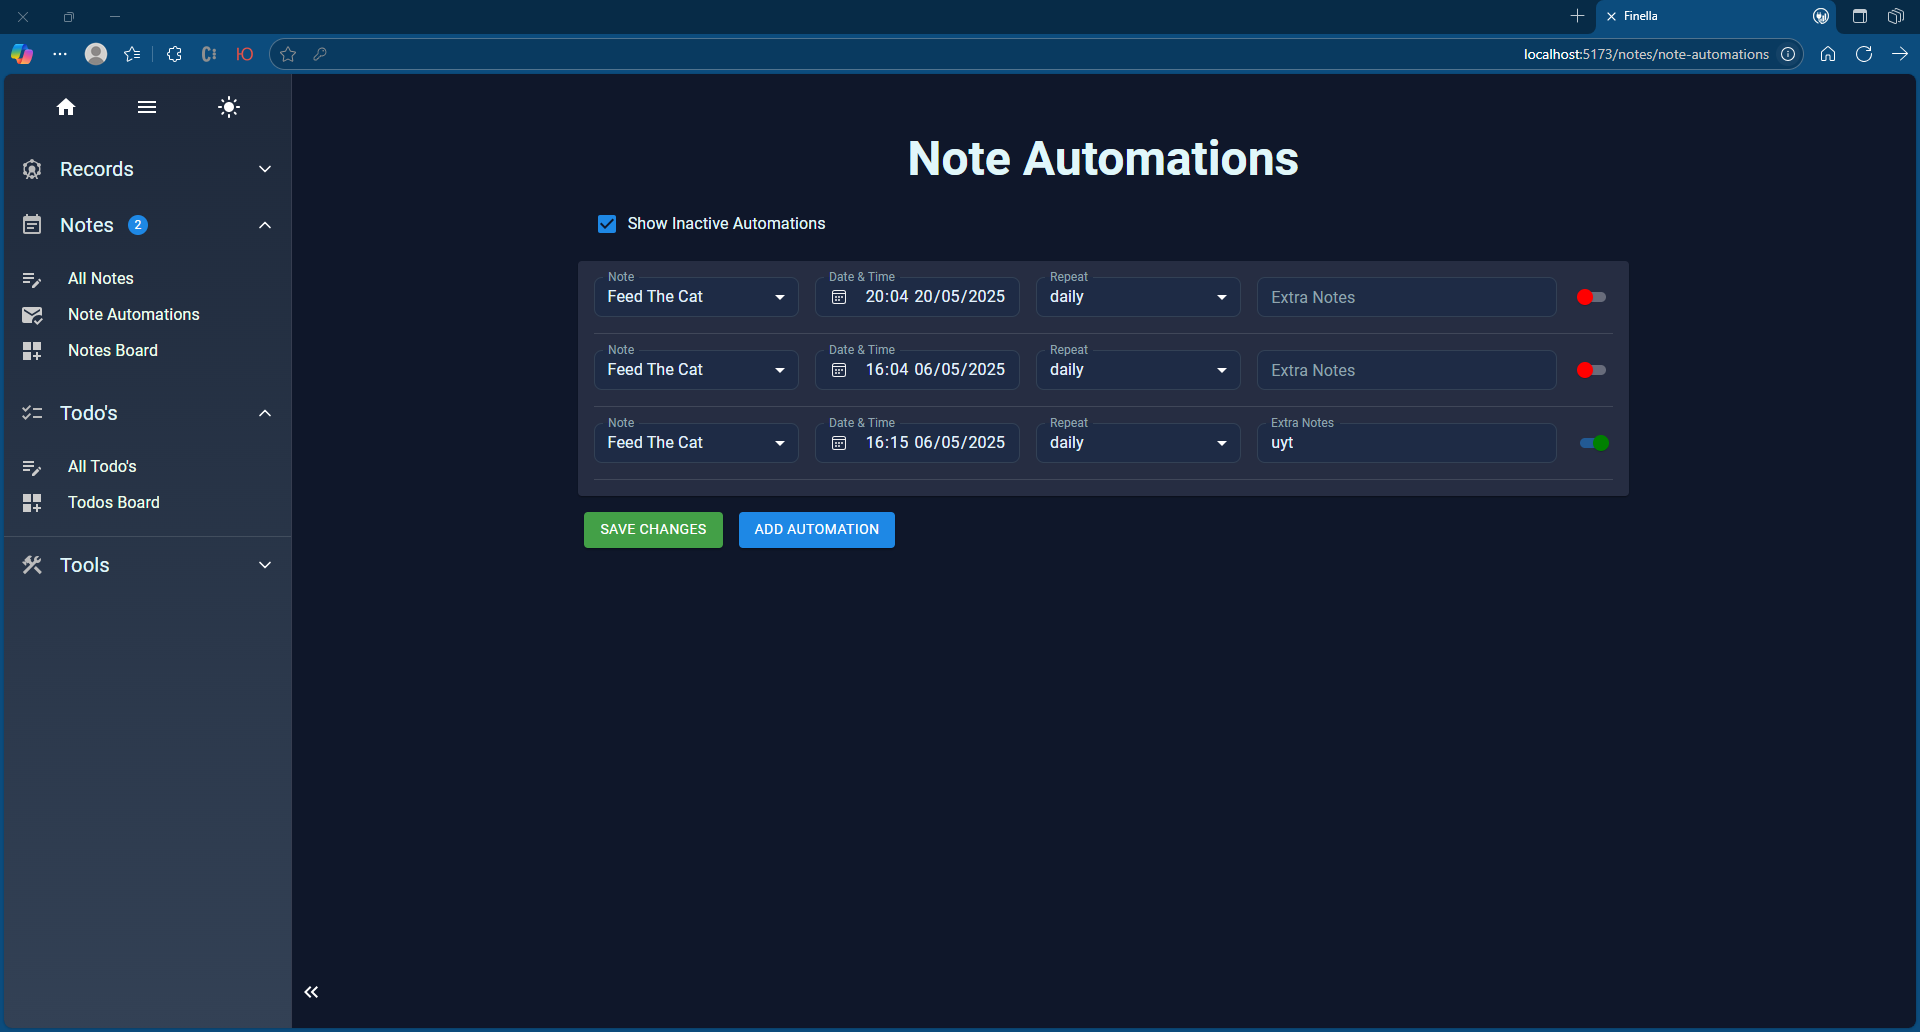 Finella
localhost:5173/notes/note-automations
Records
Notes 2
All Notes
Note Automations
Notes Board
Todo's
All Todo's
Todos Board
Tools
Note Automations
Show Inactive Automations
Note Date & Time Repeat
Feed The Cat 20:04 20/05/2025 daily Extra Notes
Note Date & Time Repeat
Feed The Cat 16:04 06/05/2025 daily Extra Notes
Note Date & Time Repeat Extra Notes
Feed The Cat 16:15 06/05/2025 daily uyt
SAVE CHANGES ADD AUTOMATION